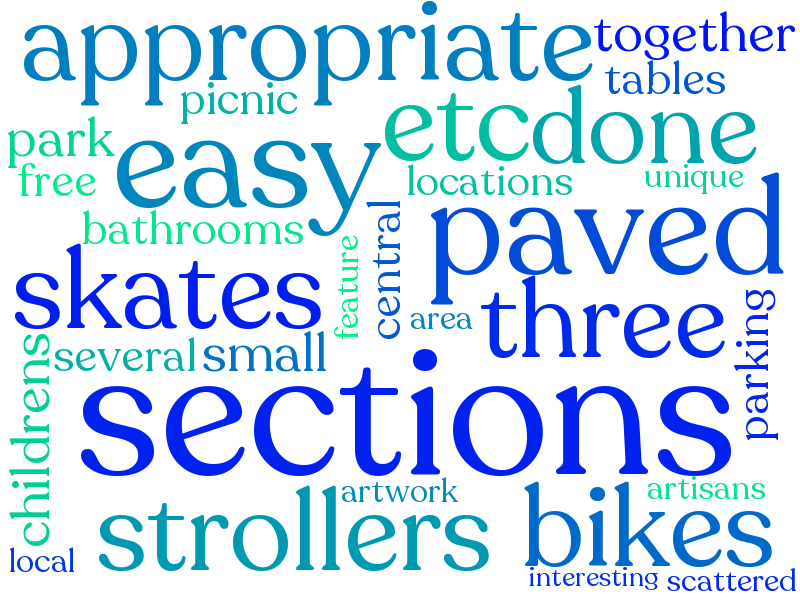 appropriate
together
tables
picnic
etc
done
park
easy
free
locations
unique
bathrooms
central
paved
skates
feature
area
three
parking
several
small
childrens
sections
artwork
artisans
strollers
bikes
local
interesting
scattered